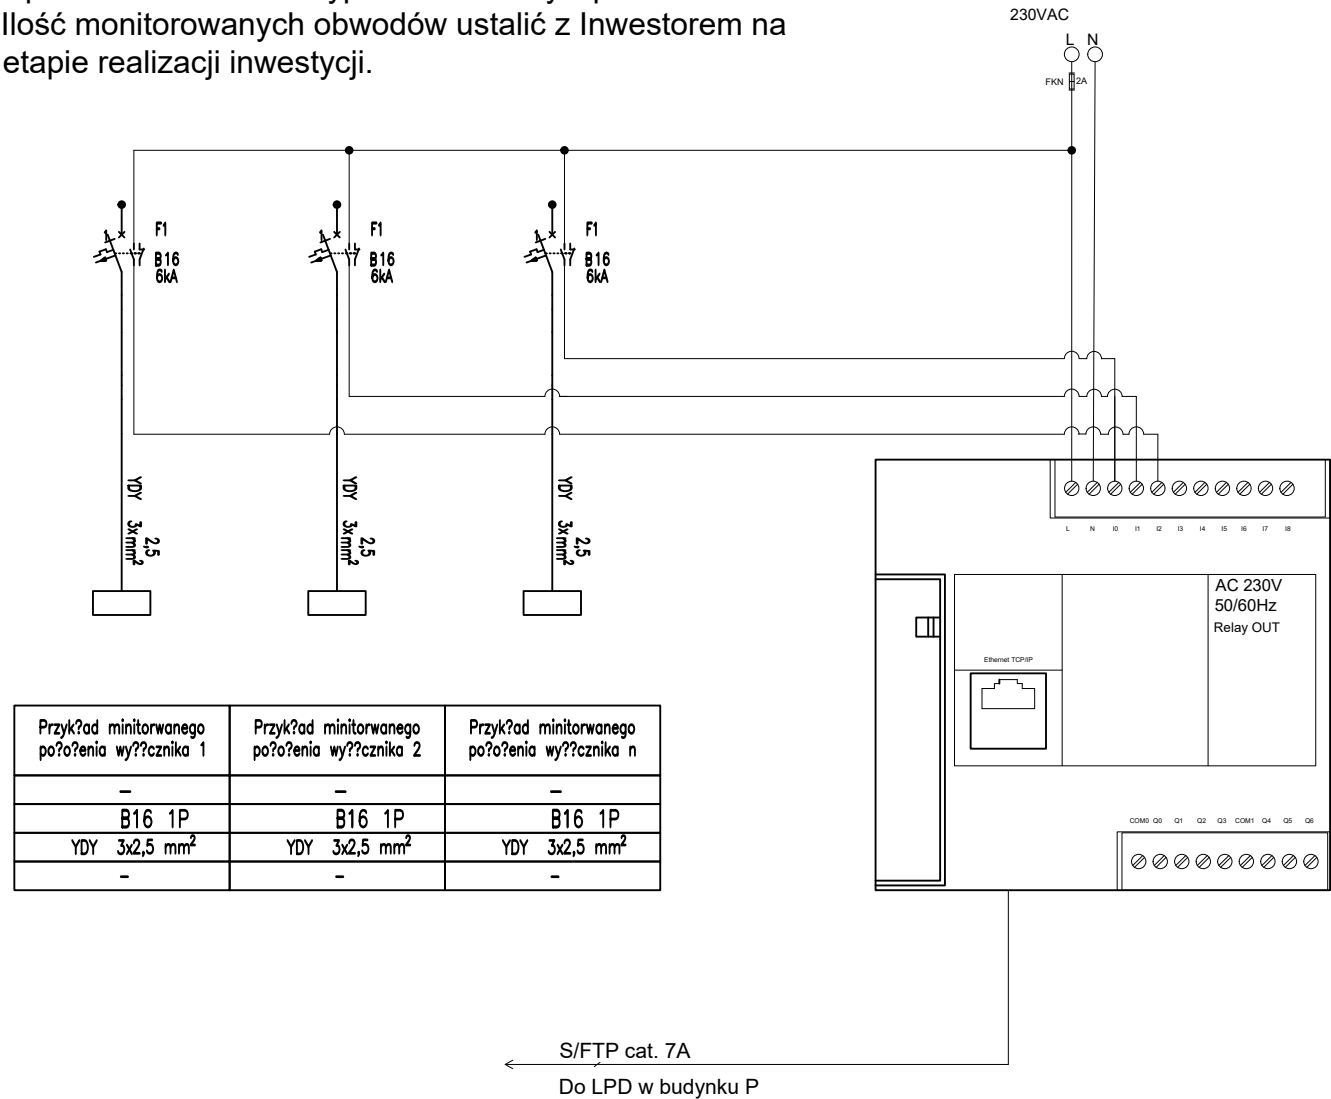 Ilość monitorowanych obwodów ustalić z Inwestorem na
etapie realizacji inwestycji.
230VAC
L N
FKN 2A
F1
B16
6kA
F1
B16
6kA
F1
B16
6kA
YDY 3x2,5 mm²
YDY 3x2,5 mm²
YDY 3x2,5 mm²
L N I0 I1 I2 I3 I4 I5 I6 I7 I8
AC 230V
50/60Hz
Relay OUT
Ethernet TCP/IP
COM0 Q0 Q1 Q2 Q3 COM1 Q4 Q5 Q6
Przyk?ad minitorwanego
po?o?enia wy??cznika 1
Przyk?ad minitorwanego
po?o?enia wy??cznika 2
Przyk?ad minitorwanego
po?o?enia wy??cznika n
- - -
B16 1P B16 1P B16 1P
YDY 3x2,5 mm² YDY 3x2,5 mm² YDY 3x2,5 mm²
- - -
S/FTP cat. 7A
Do LPD w budynku P